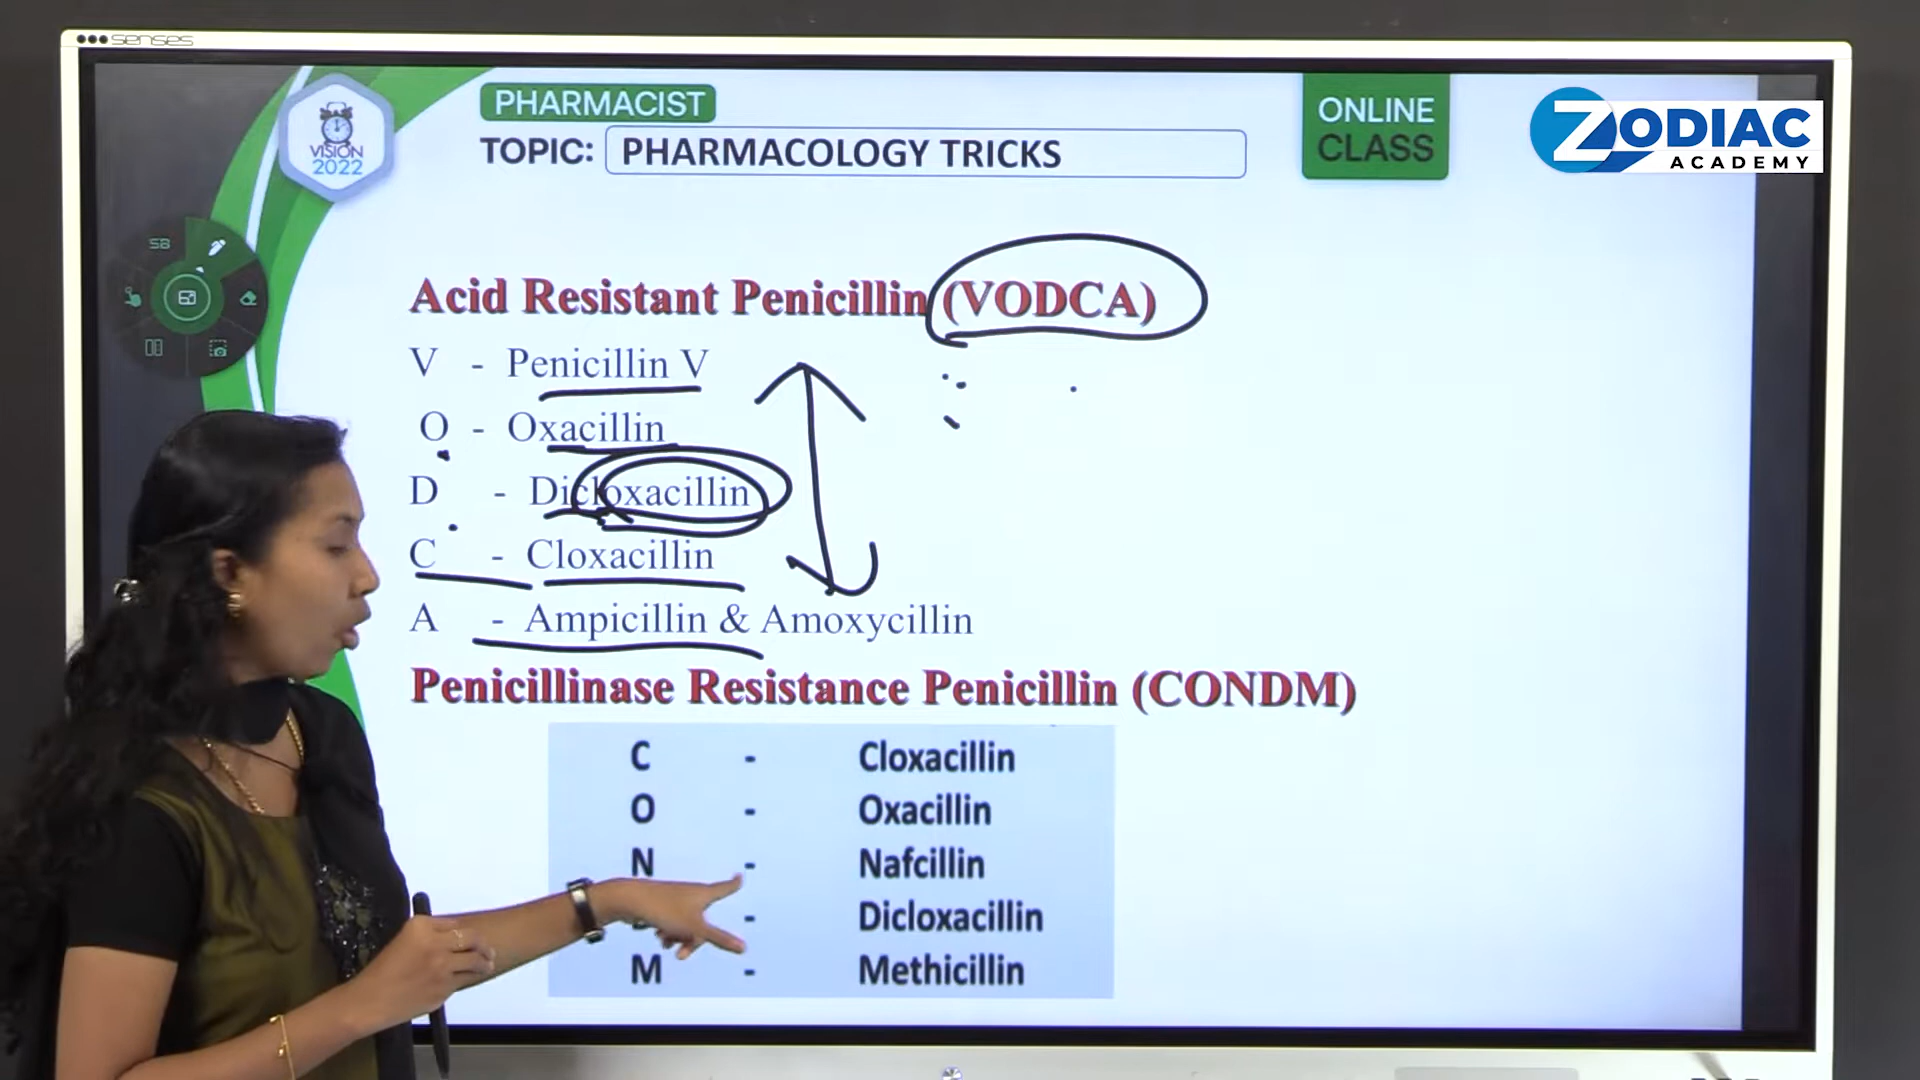 senses
PHARMACIST
TOPIC: PHARMACOLOGY TRICKS
ONLINE
CLASS
ZODIAC
ACADEMY
VISION
2022
SB
Acid Resistant Penicillin (VODCA)
V - Penicillin V
O - Oxacillin
D - Dicloxacillin
C - Cloxacillin
A - Ampicillin & Amoxycillin
Penicillinase Resistance Penicillin (CONDM)
C - Cloxacillin
O - Oxacillin
N - Nafcillin
- Dicloxacillin
M - Methicillin